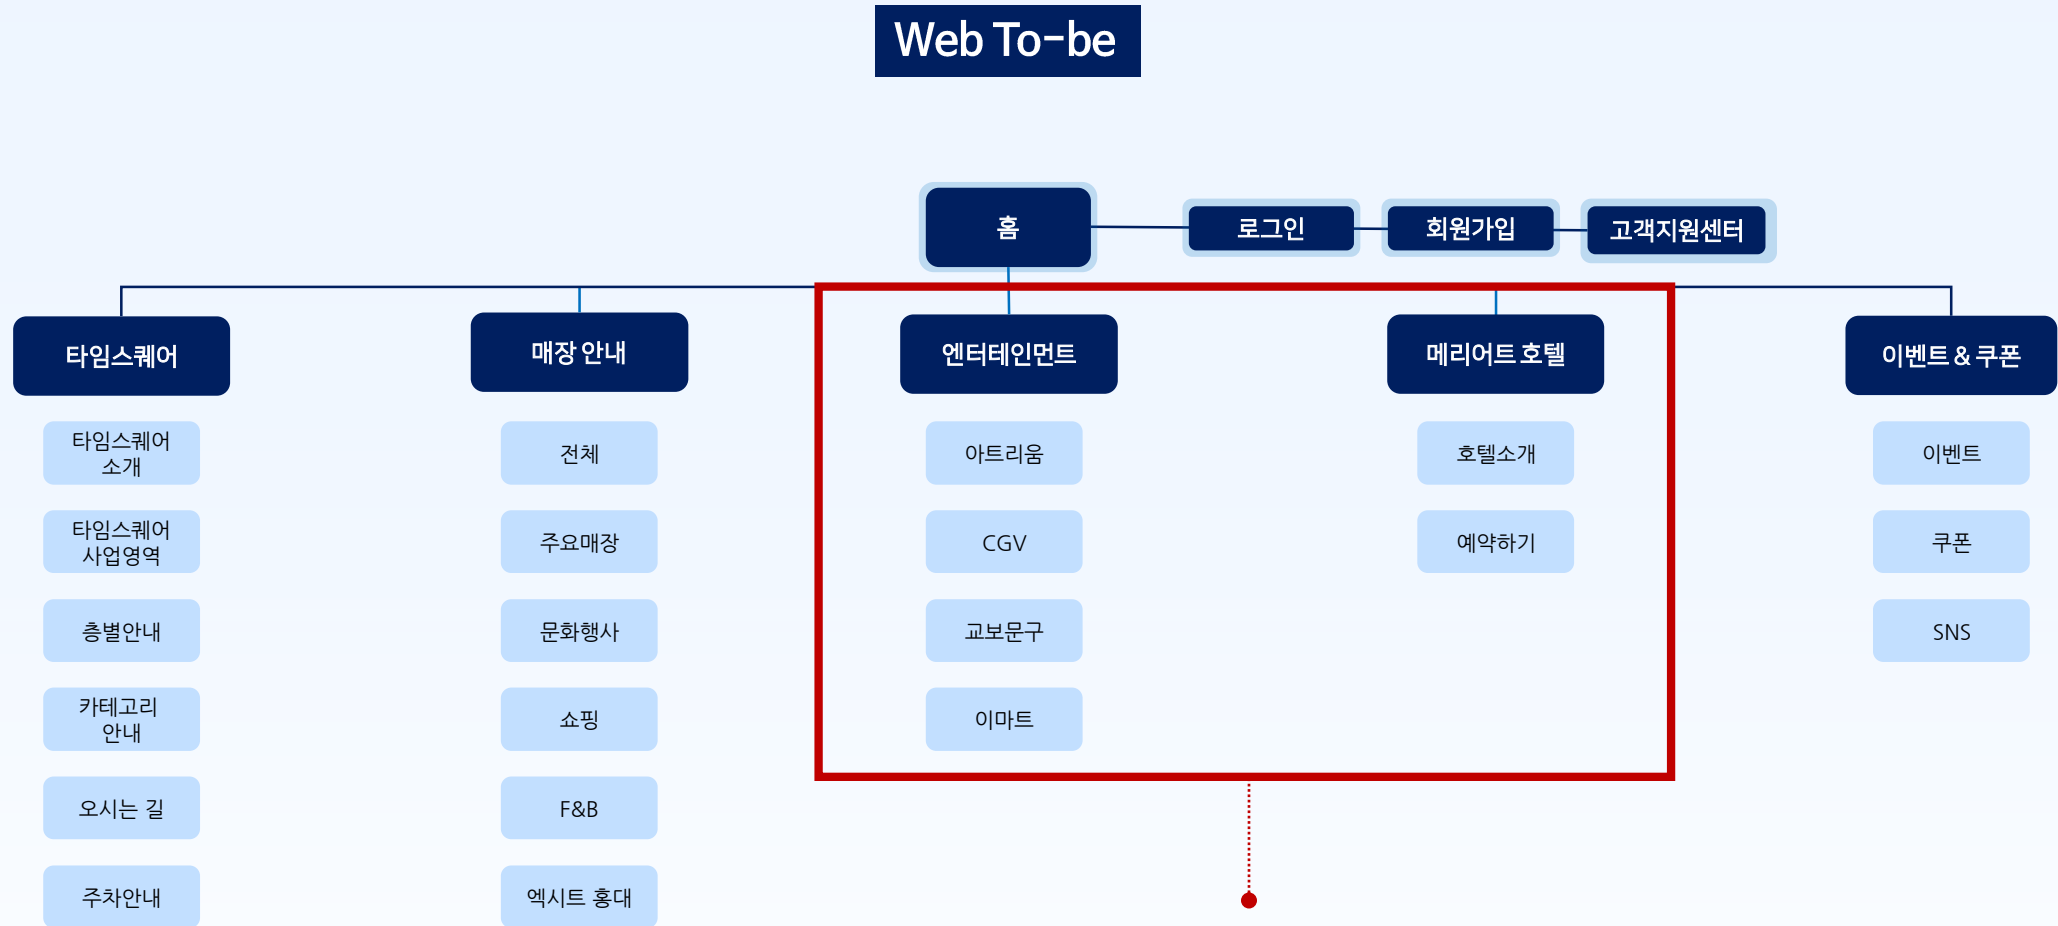 Web To-be
홈
로그인
회원가입
고객지원센터
타임스퀘어
매장 안내
엔터테인먼트
메리어트 호텔
이벤트 & 쿠폰
타임스퀘어
소개
전체
아트리움
호텔소개
이벤트
타임스퀘어
사업영역
주요매장
CGV
예약하기
쿠폰
층별안내
문화행사
교보문구
SNS
카테고리
안내
쇼핑
이마트
오시는 길
F&B
주차안내
엑시트 홍대